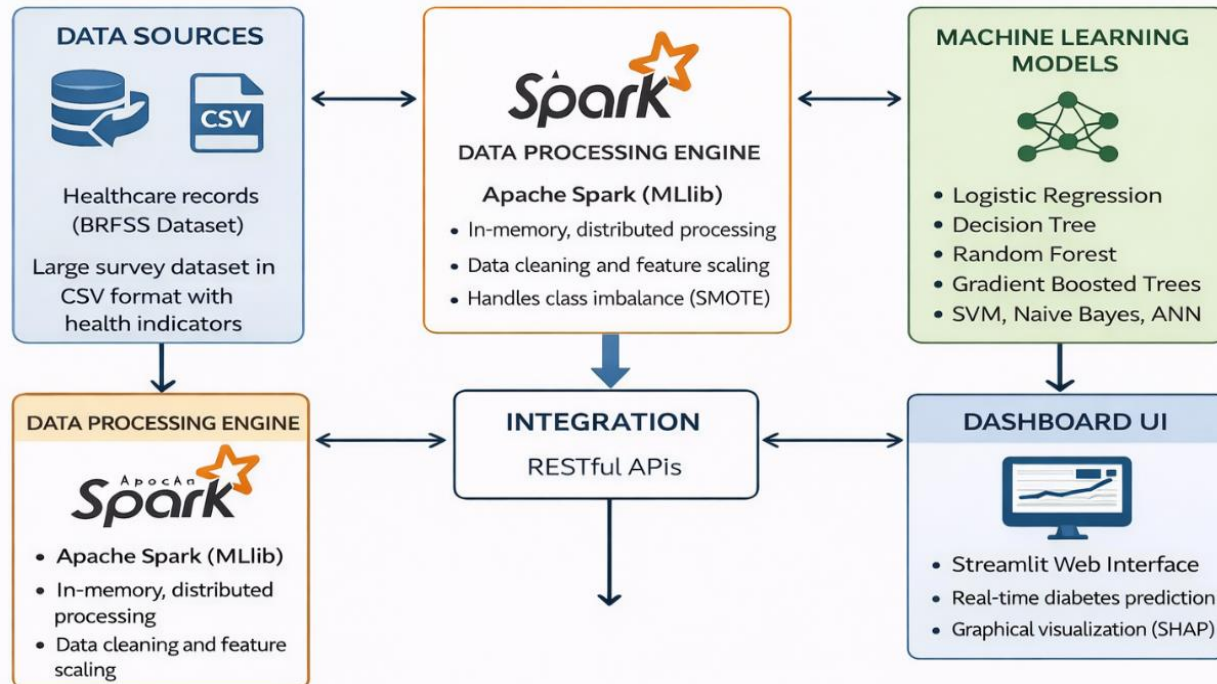 DATA SOURCES
CSV
Healthcare records
(BRFSS Dataset)
Large survey dataset in
CSV format with
health indicators
Spark
DATA PROCESSING ENGINE
Apache Spark (MLlib)
• In-memory, distributed processing
• Data cleaning and feature scaling
• Handles class imbalance (SMOTE)
MACHINE LEARNING
MODELS
• Logistic Regression
• Decision Tree
• Random Forest
• Gradient Boosted Trees
• SVM, Naive Bayes, ANN
DATA PROCESSING ENGINE
ApocAn
Spark
• Apache Spark (MLlib)
• In-memory, distributed
processing
• Data cleaning and feature
scaling
INTEGRATION
RESTful APIs
DASHBOARD UI
• Streamlit Web Interface
• Real-time diabetes prediction
• Graphical visualization (SHAP)